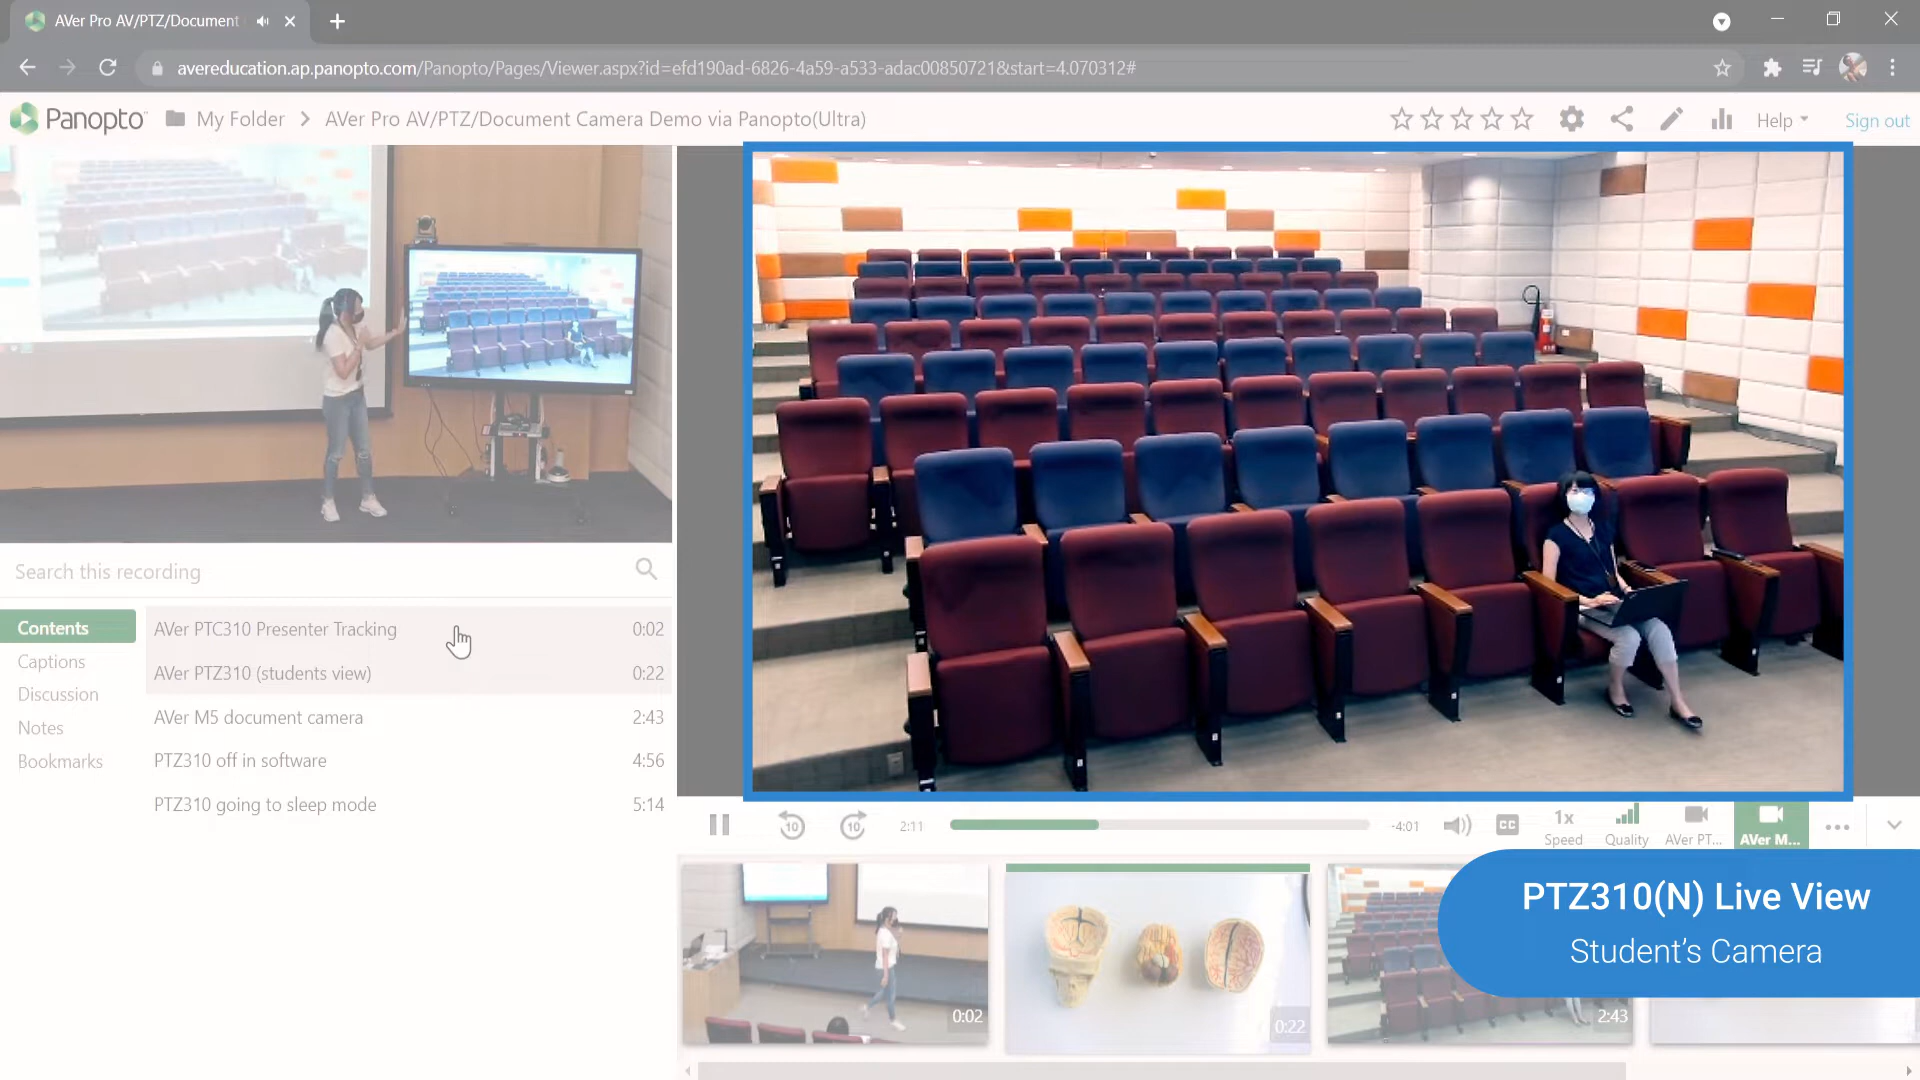 AVer Pro AV/PTZ/Document
avereducation.ap.panopto.com/Panopto/Pages/Viewer.aspx?id=efd190ad-6826-4a59-a533-adac00850721&start=4.070312#
Panopto
My Folder > AVer Pro AV/PTZ/Document Camera Demo via Panopto(Ultra)
Help
Sign out
Search this recording
Contents
Captions
Discussion
Notes
Bookmarks
AVer PTC310 Presenter Tracking 0:02
AVer PTZ310 (students view) 0:22
AVer M5 document camera 2:43
PTZ310 off in software 4:56
PTZ310 going to sleep mode 5:14
10
10
2:11
-4:01
CC
1x
Speed
Quality
AVer PT...
AVer M...
0:02
0:22
2:43
PTZ310(N) Live View
Student’s Camera